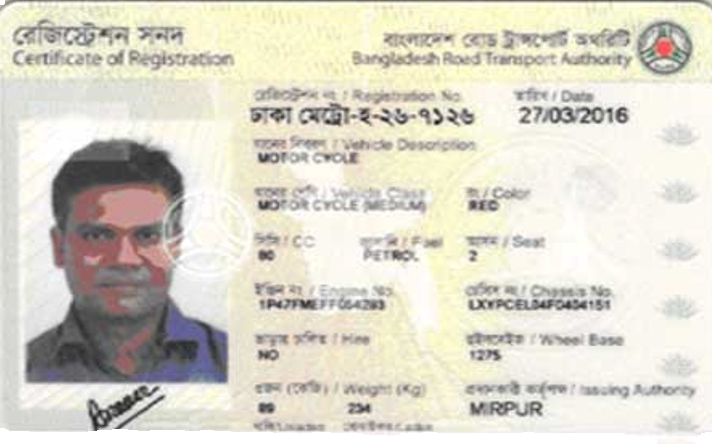 রেজিস্ট্রেশন সনদ
Certificate of Registration
বাংলাদেশ রোড ট্রান্সপোর্ট অথরিটি
Bangladesh Road Transport Authority
রেজিস্ট্রেশন নং / Registration No. তারিখ / Date
ঢাকা মেট্রো-হ-২৬-৭১২৬ 27/03/2016
যানের বিবরণ / Vehicle Description
MOTOR CYCLE
যানের শ্রেণি / Vehicle Class রং / Color
MOTOR CYCLE (MEDIUM) RED
সিসি / CC জ্বালানি / Fuel আসন / Seat
80 PETROL 2
ইঞ্জিন নং / Engine No. চেসিস নং / Chassis No.
ভাড়ায় চালিত / Hire হুইলবেইজ / Wheel Base
NO 1275
ওজন (কেজি) / Weight (Kg) প্রদানকারী কর্তৃপক্ষ / Issuing Authority
89 234 MIRPUR